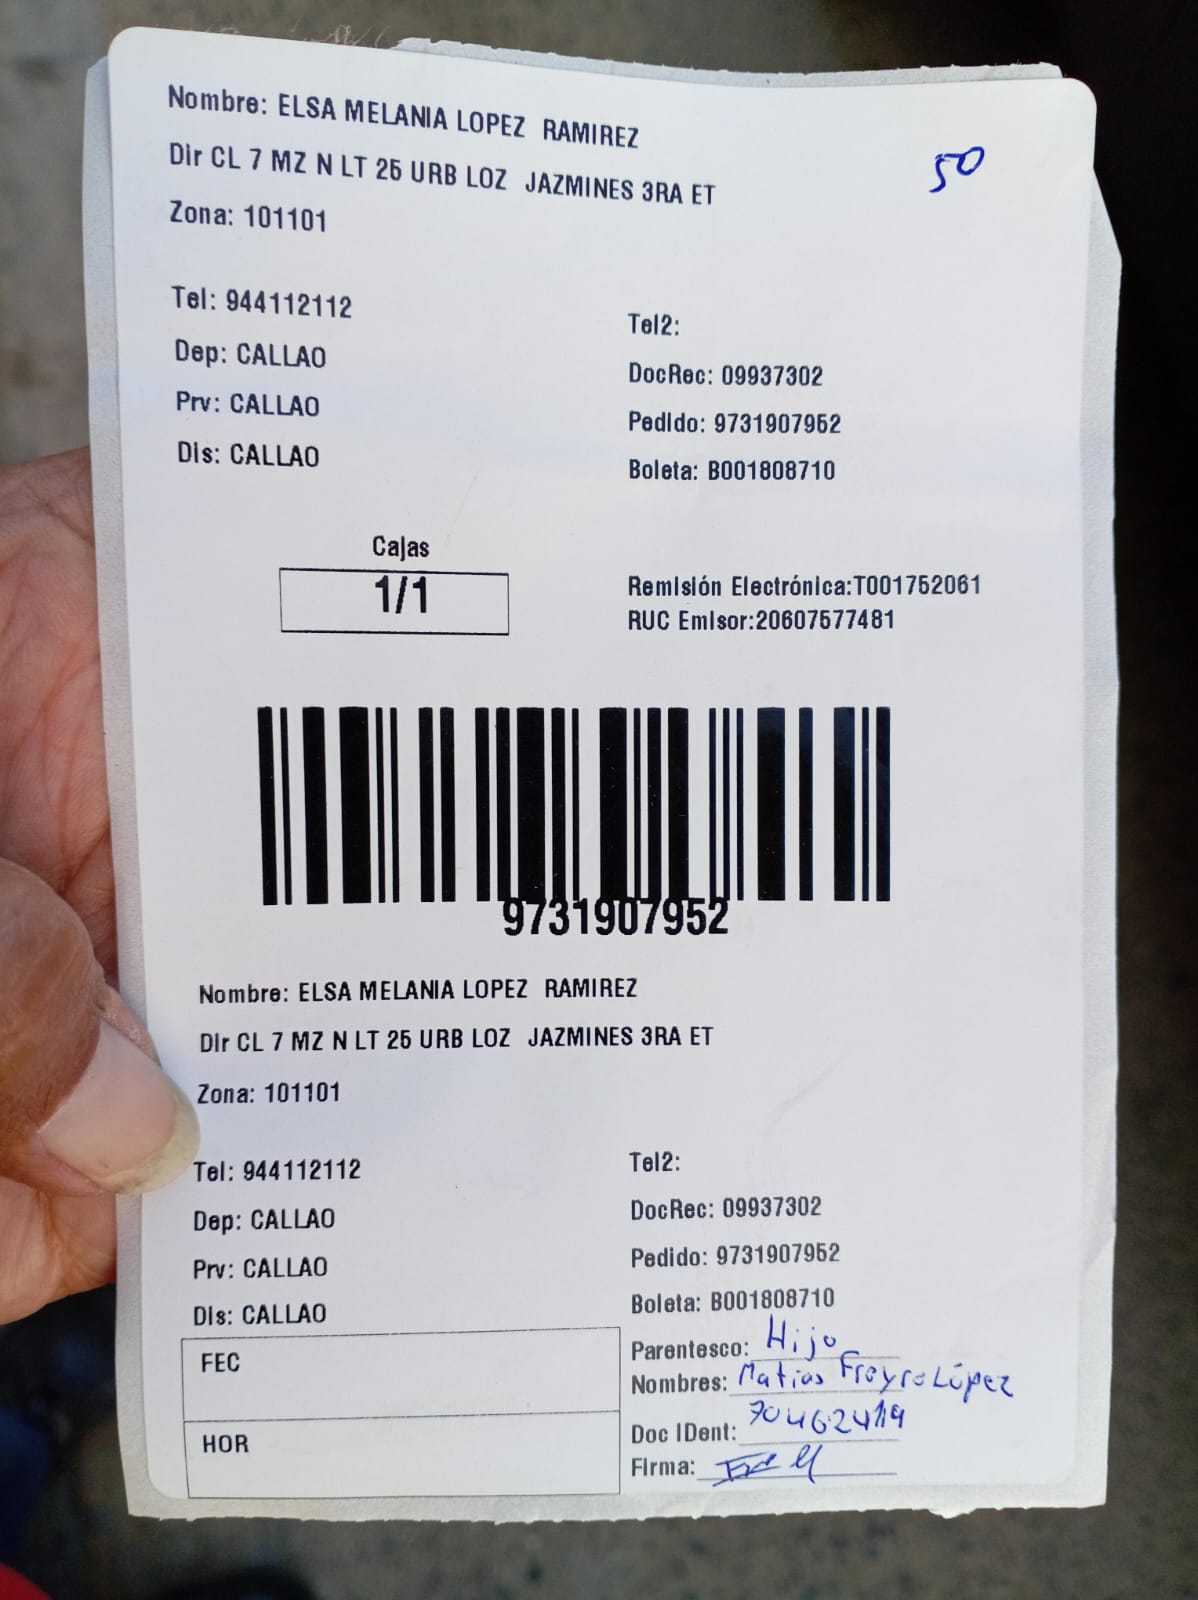 Nombre: ELSA MELANIA LOPEZ RAMIREZ
50
Dir CL 7 MZ N LT 25 URB LOZ JAZMINES 3RA ET
Zona: 101101
Tel: 944112112
Tel2:
Dep: CALLAO
DocRec: 09937302
Prv: CALLAO
Pedido: 9731907952
Dis: CALLAO
Boleta: B001808710
Cajas
1/1
Remisión Electrónica:T001752061
RUC Emisor:20607577481
9731907952
Nombre: ELSA MELANIA LOPEZ RAMIREZ
Dir CL 7 MZ N LT 25 URB LOZ JAZMINES 3RA ET
Zona: 101101
Tel: 944112112
Tel2:
Dep: CALLAO
DocRec: 09937302
Prv: CALLAO
Pedido: 9731907952
Dis: CALLAO
Boleta: B001808710
FEC
Parentesco: Hijo
Nombres: Matias Freyre López
HOR
Doc IDent:
Firma: